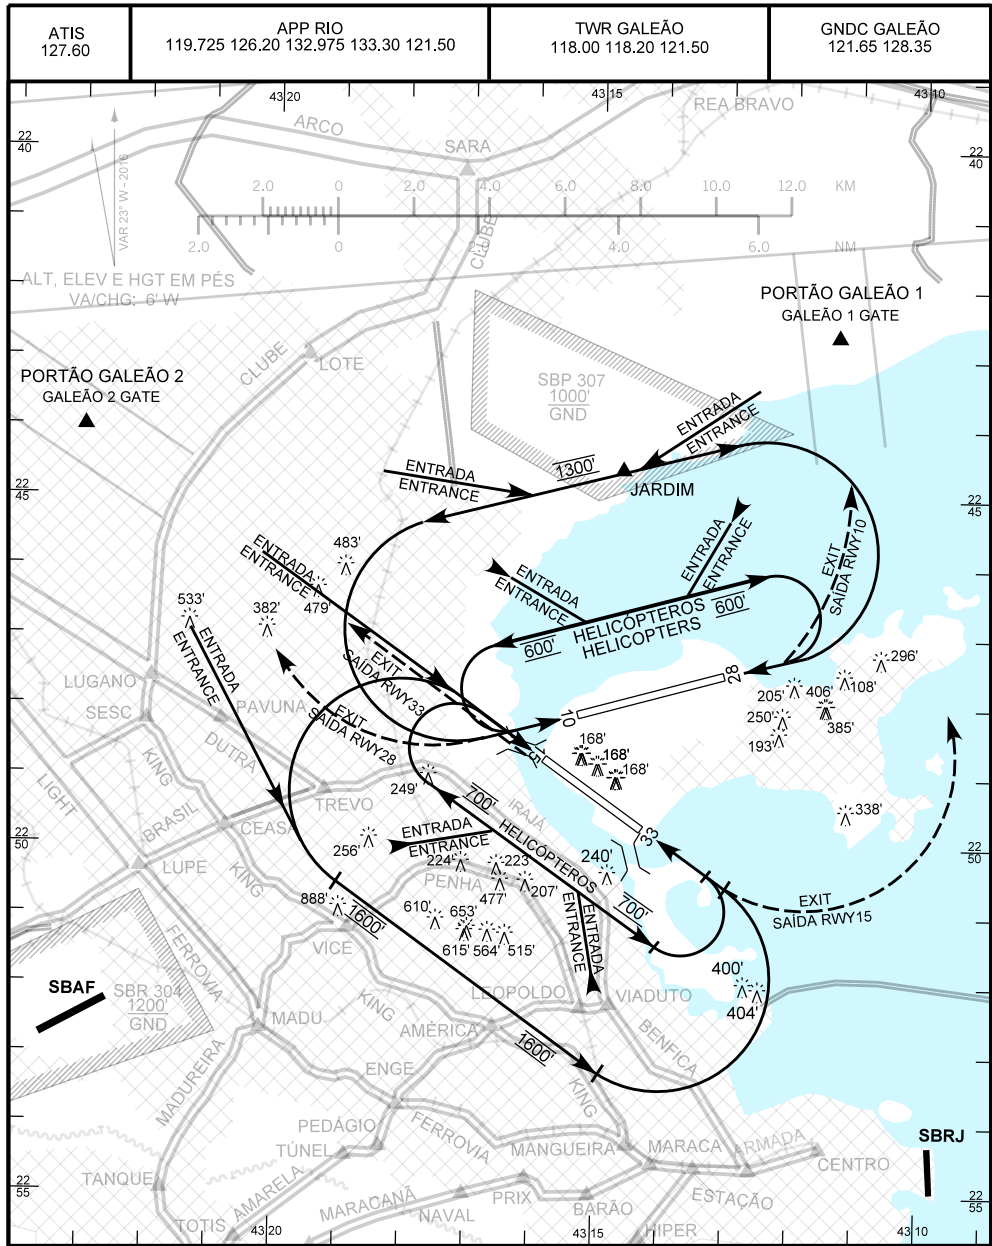 ATIS
127.60
APP RIO
119.725 126.20 132.975 133.30 121.50
TWR GALEÃO
118.00 118.20 121.50
GNDC GALEÃO
121.65 128.35
43 20
43 15
43 10
22
40
22
40
REA BRAVO
ARCO
SARA
VAR 23° W - 2016
2.0
0
2.0
4.0
6.0
8.0
10.0
12.0
KM
2.0
0
4.0
6.0
NM
CLUBE
ALT, ELEV E HGT EM PÉS
VA/CHG: 6' W
PORTÃO GALEÃO 1
GALEÃO 1 GATE
CLUBE
LOTE
PORTÃO GALEÃO 2
GALEÃO 2 GATE
SBP 307
1000'
GND
ENTRADA
ENTRANCE
ENTRADA
ENTRANCE
1300'
JARDIM
22
45
22
45
ENTRADA
ENTRANCE
483'
479'
ENTRADA
ENTRANCE
ENTRADA
ENTRANCE
EXIT
SAÍDA RWY10
533'
382'
ENTRADA
ENTRANCE
600'
HELICÓPTEROS
HELICOPTERS
600'
EXIT
SAÍDA RWY33
LUGANO
SESC
PAVUNA
EXIT
SAÍDA RWY28
28
10
296'
205'
406'
108'
250'
385'
193'
KING
DUTRA
15
168'
168'
168'
LIGHT
249'
TREVO
700'
IRAJÁ
338'
BRASIL
CEASA
ENTRADA
ENTRANCE
HELICÓPTEROS
33
22
50
22
50
256'
LUPE
KING
224'
223'
240'
PENHA
477'
207'
888'
1600'
610'
653'
615'
564'
515'
700'
EXIT
SAÍDA RWY15
VICE
ENTRADA
ENTRANCE
FERROVIA
SBAF
SBR 304
1200'
GND
KING
LEOPOLDO
VIADUTO
400'
404'
MADU
AMÉRICA
1600'
BENFICA
MADUREIRA
ENGE
KING
PEDÁGIO
FERROVIA
TÚNEL
MANGUEIRA
MARACA
ARMADA
SBRJ
CENTRO
TANQUE
AMARELA
MARACANÃ
PRIX
ESTAÇÃO
22
55
22
55
TOTIS
NAVAL
BARÃO
HIPER
43 20
43 15
43 10